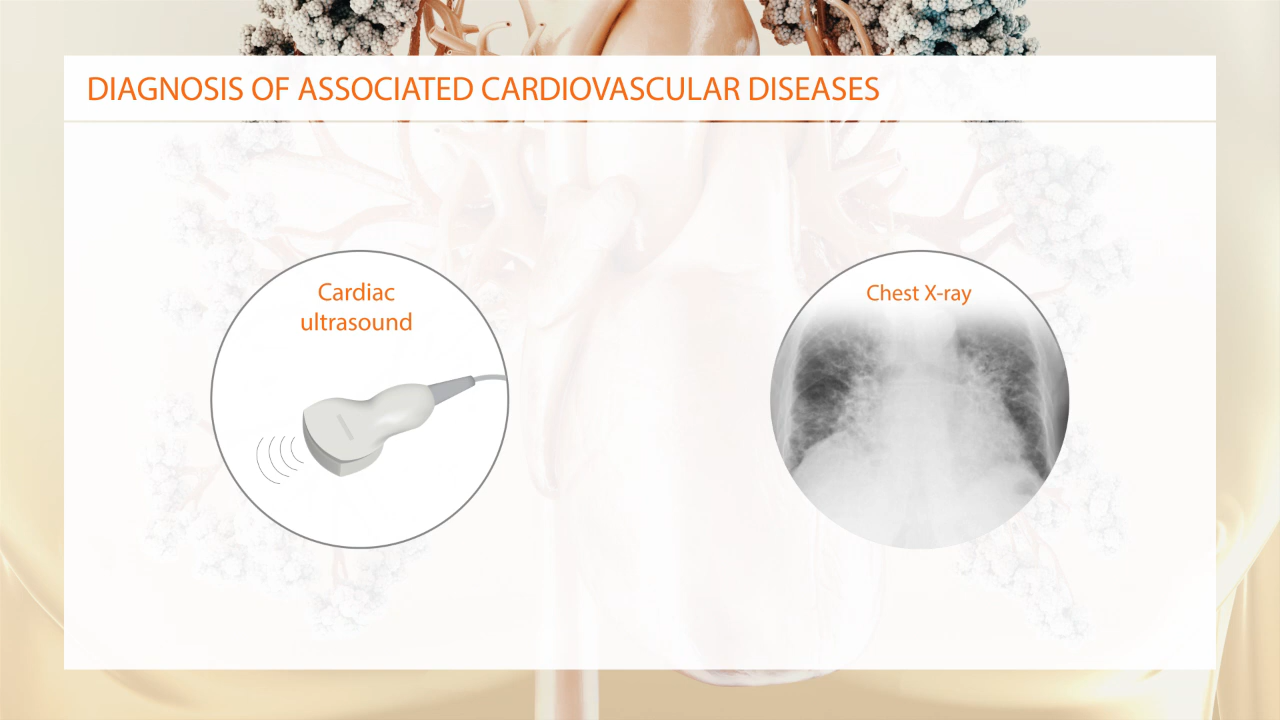 DIAGNOSIS OF ASSOCIATED CARDIOVASCULAR DISEASES
Cardiac
ultrasound
Chest X-ray